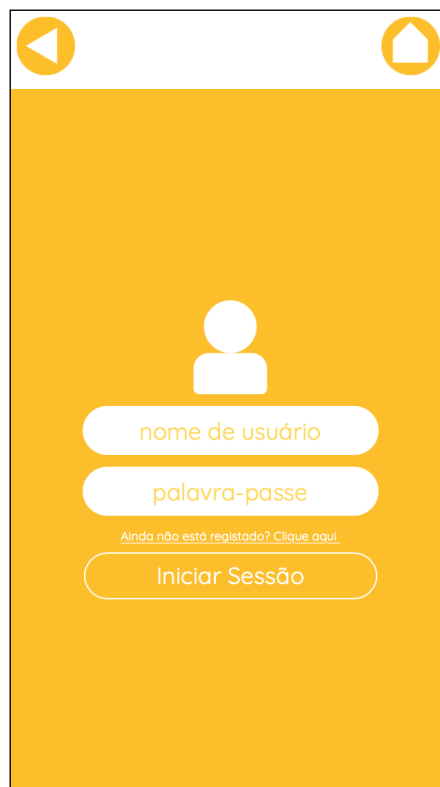 nome de usuário
palavra-passe
Ainda não está registado? Clique aqui
Iniciar Sessão